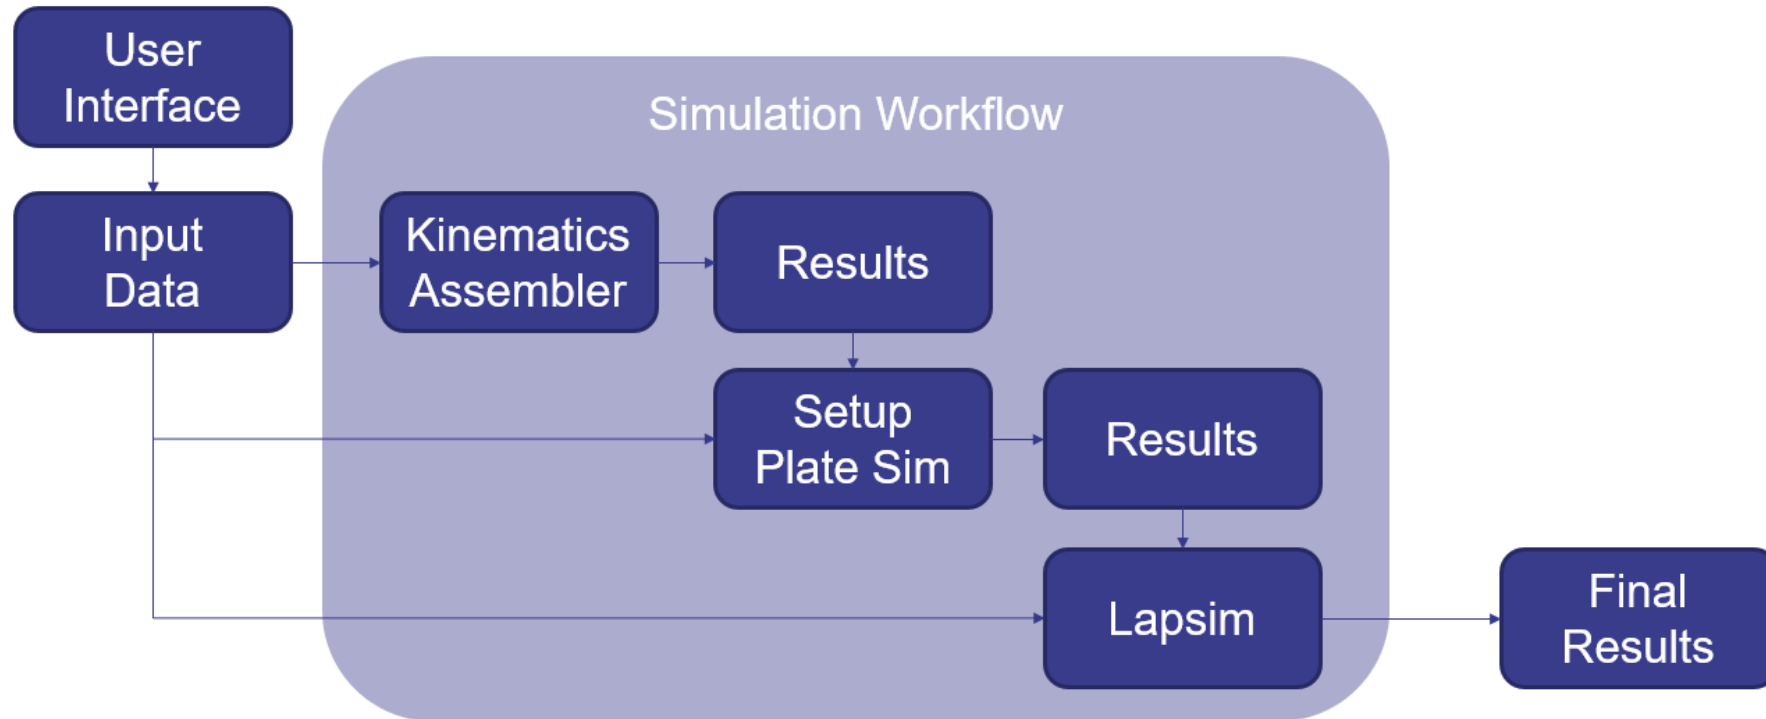 User
Interface
Simulation Workflow
Input
Data
Kinematics
Assembler
Results
Setup
Plate Sim
Results
Lapsim
Final
Results